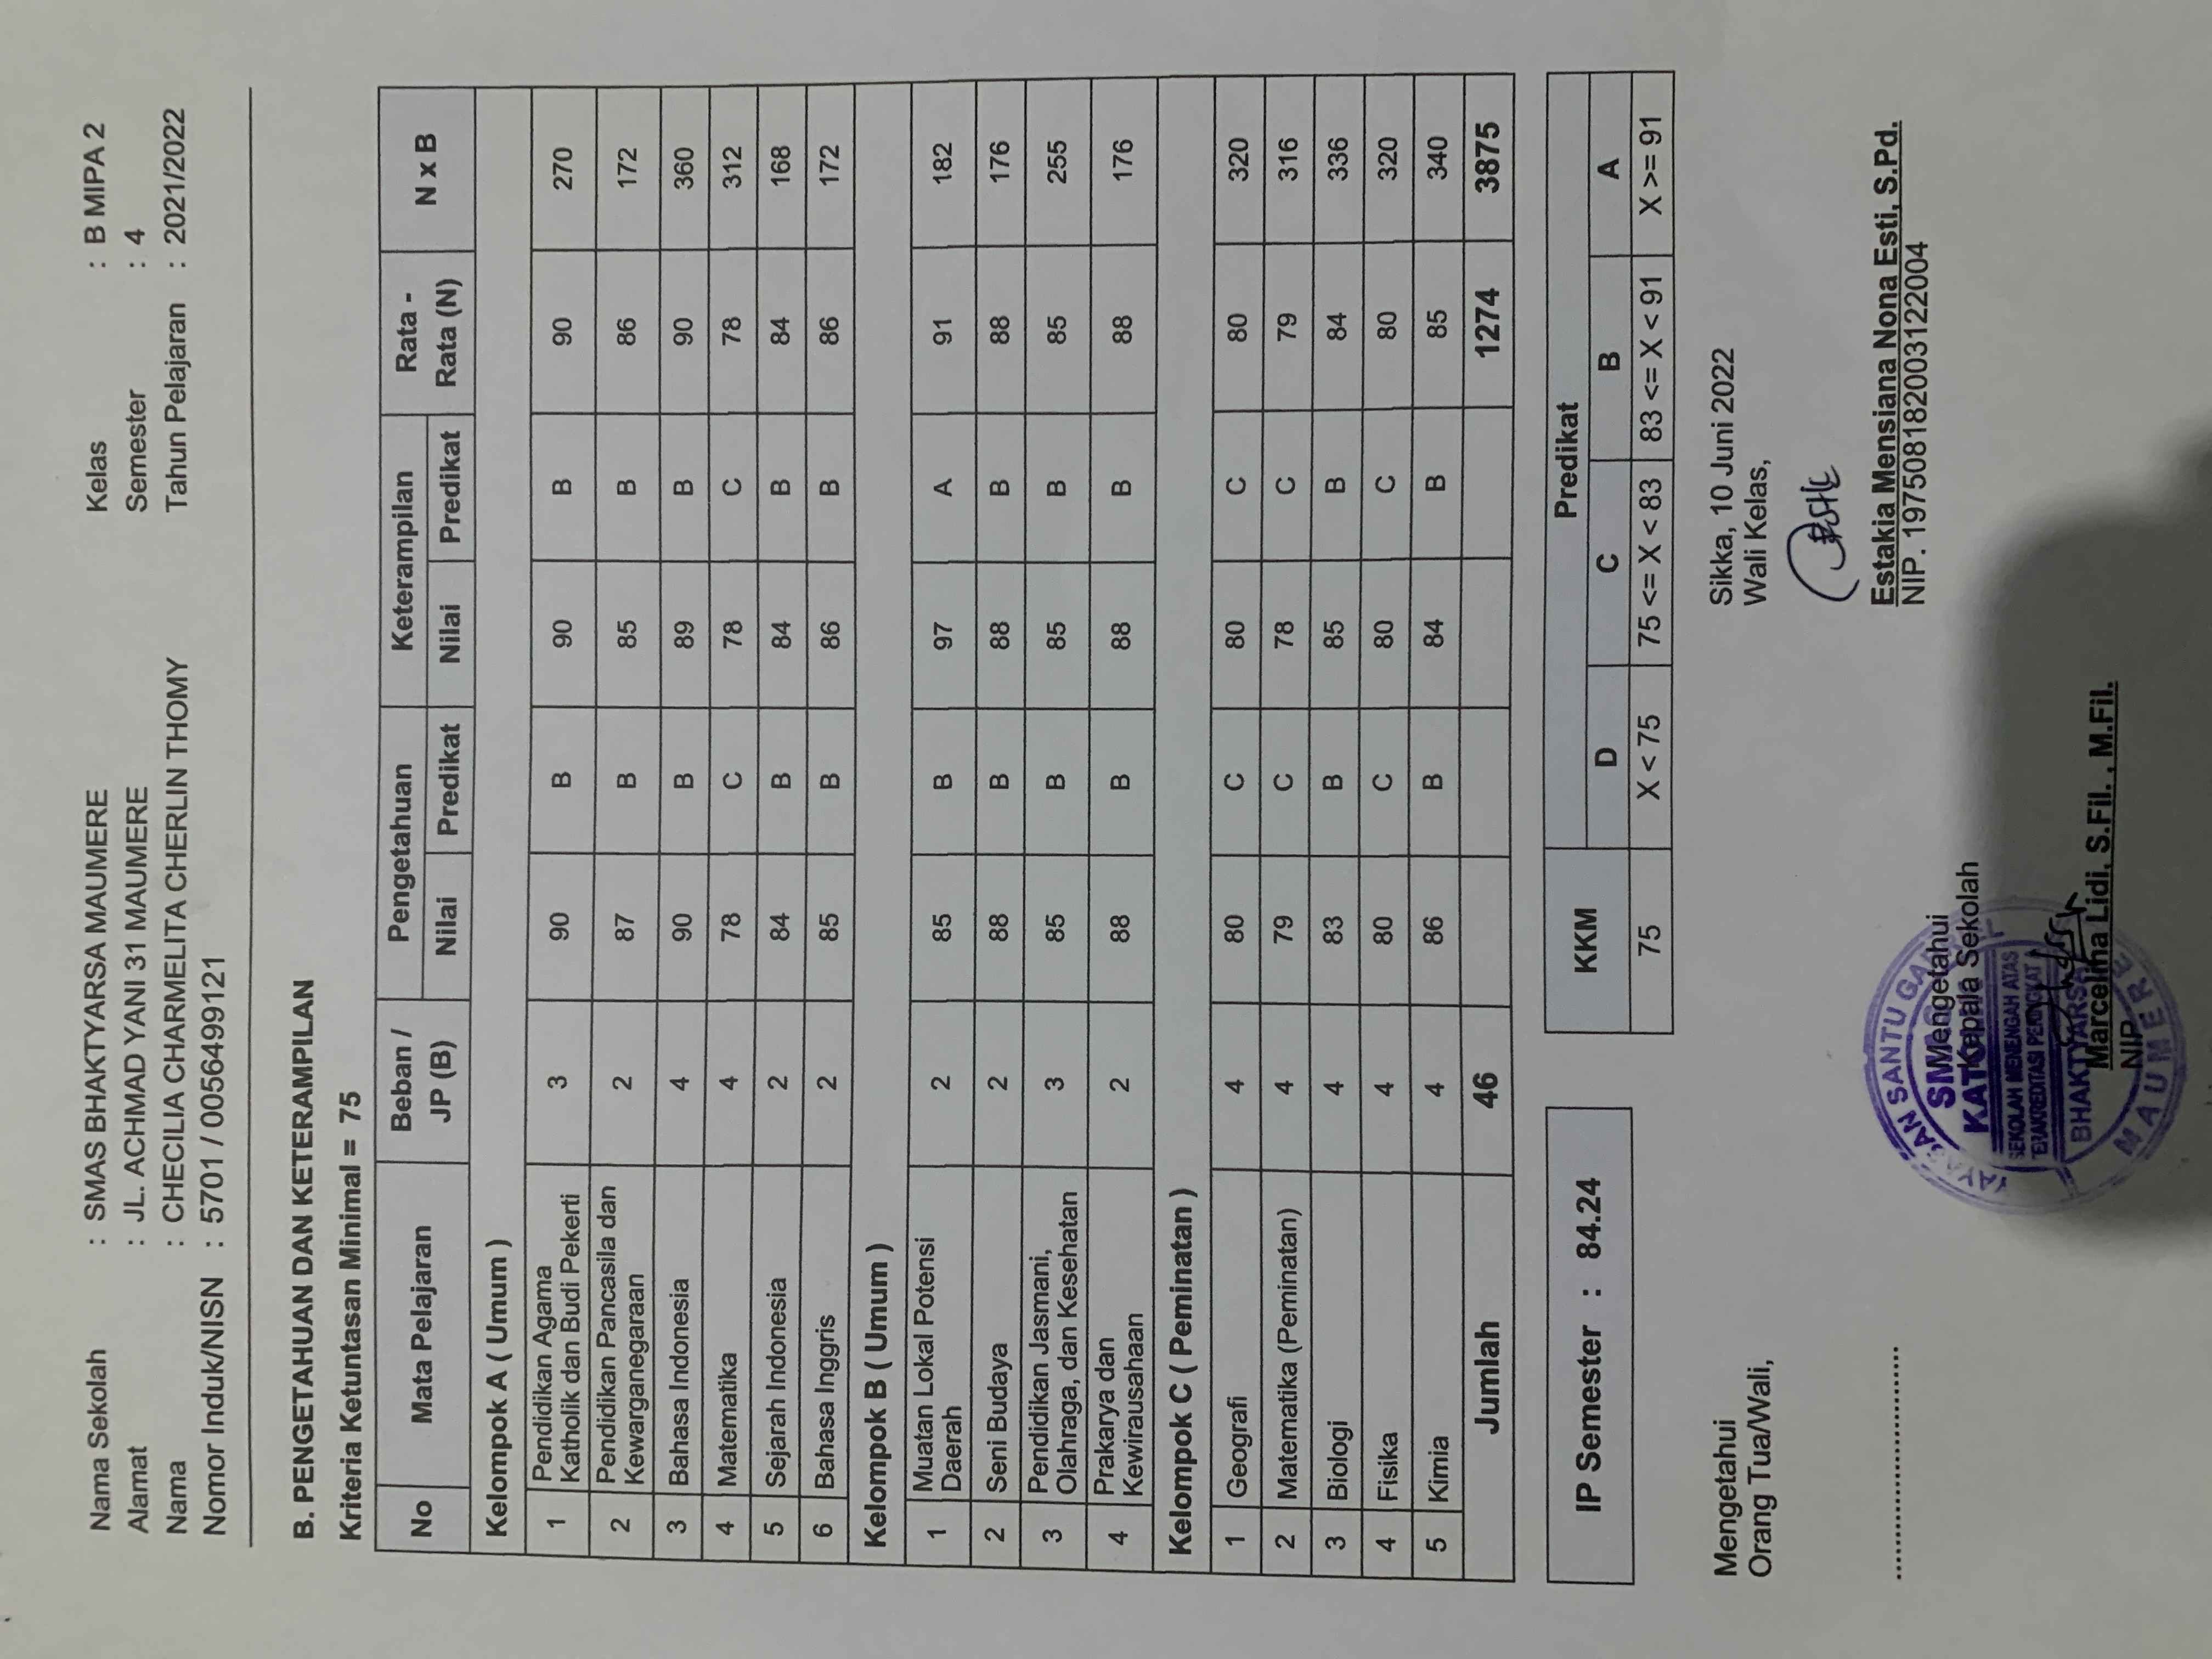 Nama Sekolah : SMAS BHAKTYARSA MAUMERE Kelas : B MIPA 2
Alamat : JL. ACHMAD YANI 31 MAUMERE Semester : 4
Nama : CHECILIA CHARMELITA CHERLIN THOMY Tahun Pelajaran : 2021/2022
Nomor Induk/NISN : 5701 / 0056499121
B. PENGETAHUAN DAN KETERAMPILAN
Kriteria Ketuntasan Minimal = 75
No Mata Pelajaran Beban / JP (B) Pengetahuan Keterampilan Rata - Rata (N) N x B
Nilai Predikat Nilai Predikat
Kelompok A ( Umum )
1 Pendidikan Agama Katholik dan Budi Pekerti 3 90 B 90 B 90 270
2 Pendidikan Pancasila dan Kewarganegaraan 2 87 B 85 B 86 172
3 Bahasa Indonesia 4 90 B 89 B 90 360
4 Matematika 4 78 C 78 C 78 312
5 Sejarah Indonesia 2 84 B 84 B 84 168
6 Bahasa Inggris 2 85 B 86 B 86 172
Kelompok B ( Umum )
1 Muatan Lokal Potensi Daerah 2 85 B 97 A 91 182
2 Seni Budaya 2 88 B 88 B 88 176
3 Pendidikan Jasmani, Olahraga, dan Kesehatan 3 85 B 85 B 85 255
4 Prakarya dan Kewirausahaan 2 88 B 88 B 88 176
Kelompok C ( Peminatan )
1 Geografi 4 80 C 80 C 80 320
2 Matematika (Peminatan) 4 79 C 78 C 79 316
3 Biologi 4 83 B 85 B 84 336
4 Fisika 4 80 C 80 C 80 320
5 Kimia 4 86 B 84 B 85 340
Jumlah 46 1274 3875
IP Semester : 84.24
KKM Predikat
D C B A
75 X < 75 75 <= X < 83 83 <= X < 91 X >= 91
Mengetahui
Orang Tua/Wali,
Sikka, 10 Juni 2022
Wali Kelas,
Estakia Mensiana Nona Esti, S.Pd.
NIP. 197508182003122004
Mengetahui
Kepala Sekolah
Marcelina Lidi, S.Fil. , M.Fil.
NIP.
YAYASAN SANTU
SMAS
SEKOLAH MENENGAH ATAS
TERAKREDITASI PERINGKAT A
BHAKTYARSA
MAUMERE